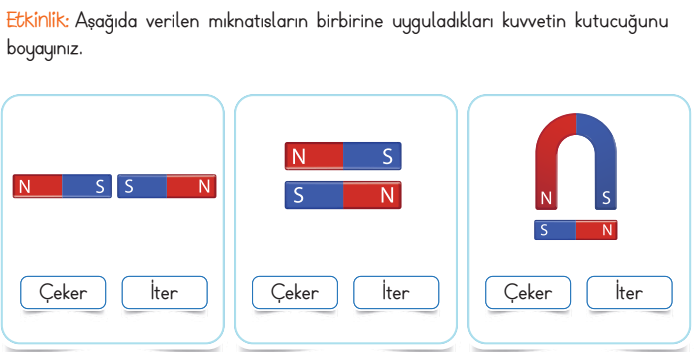 Etkinlik: Aşağıda verilen mıknatısların birbirine uyguladıkları kuvvetin kutucuğunu
boyayınız.
N S S N
Çeker İter
N S
S N
Çeker İter
N S
S N
Çeker İter